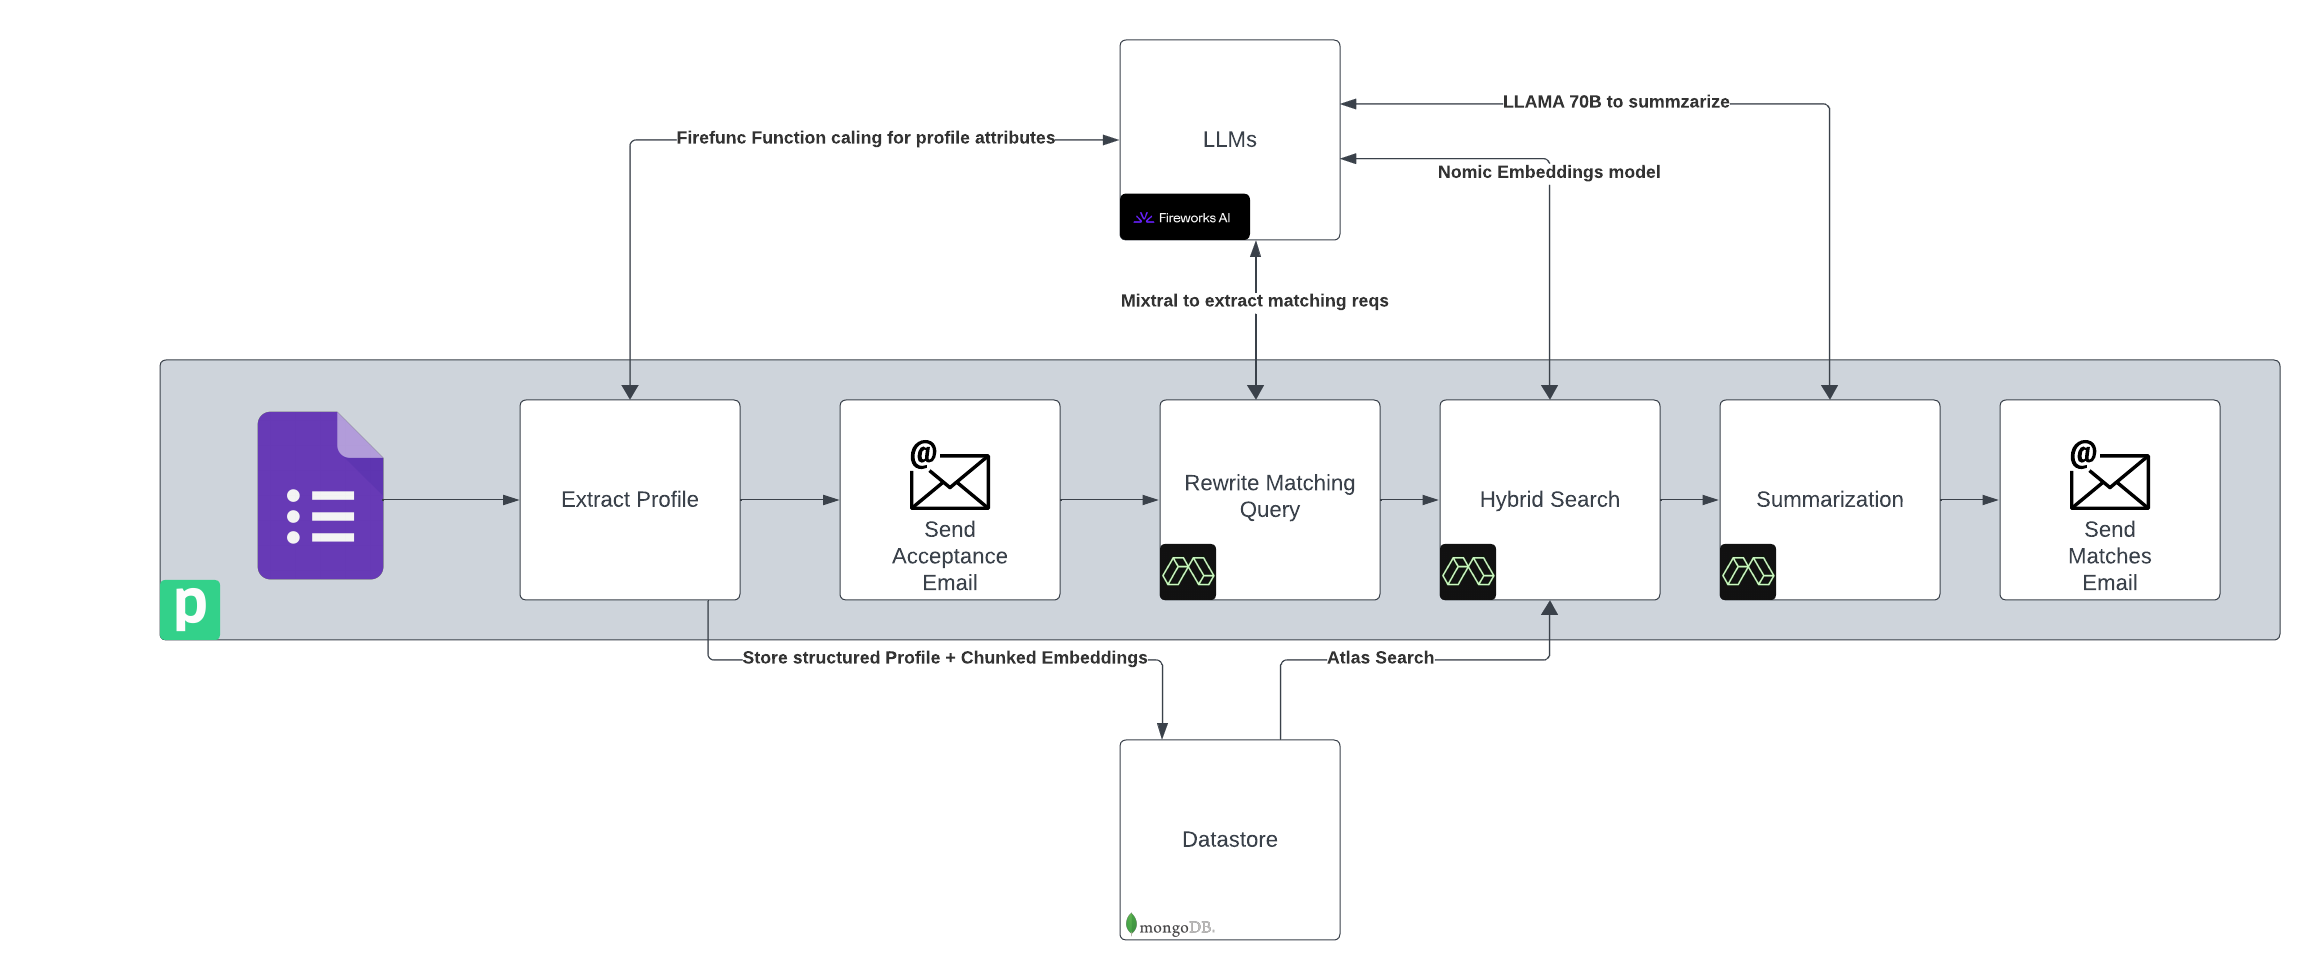 LLAMA 70B to summzarize
Firefunc Function caling for profile attributes
LLMs
Nomic Embeddings model
Fireworks AI
Mixtral to extract matching reqs
Extract Profile
@
Send
Acceptance
Email
Rewrite Matching
Query
Hybrid Search
Summarization
@
Send
Matches
Email
p
Store structured Profile + Chunked Embeddings
Atlas Search
Datastore
mongoDB.